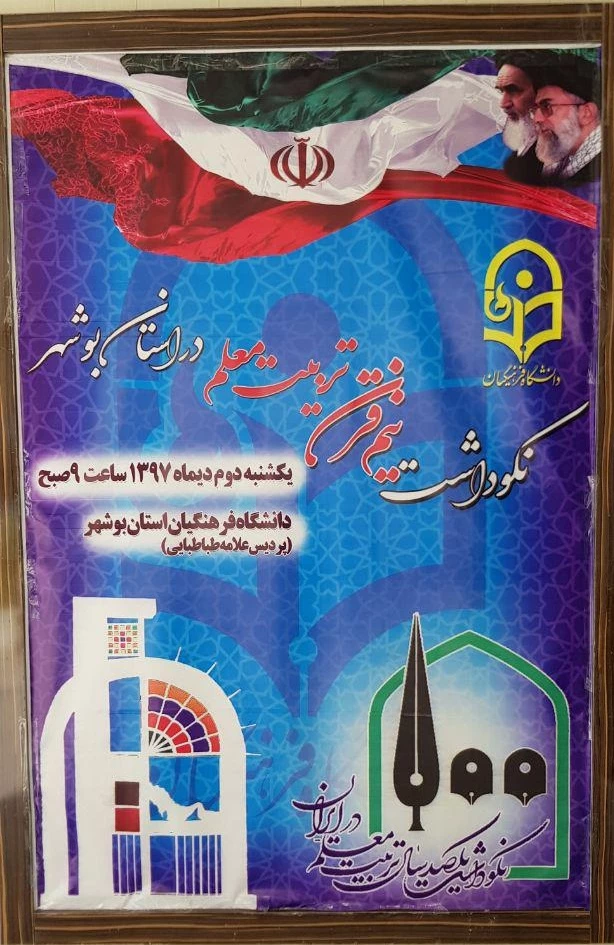 دانشگاه فرهنگیان
نکوداشت نیم قرن تربیت معلم در استان بوشهر
یکشنبه دوم دیماه ۱۳۹۷ ساعت ۹ صبح
دانشگاه فرهنگیان استان بوشهر
(پردیس علامه طباطبایی)
۱۰۰
نکوداشت یکصد سال تربیت معلم در ایران